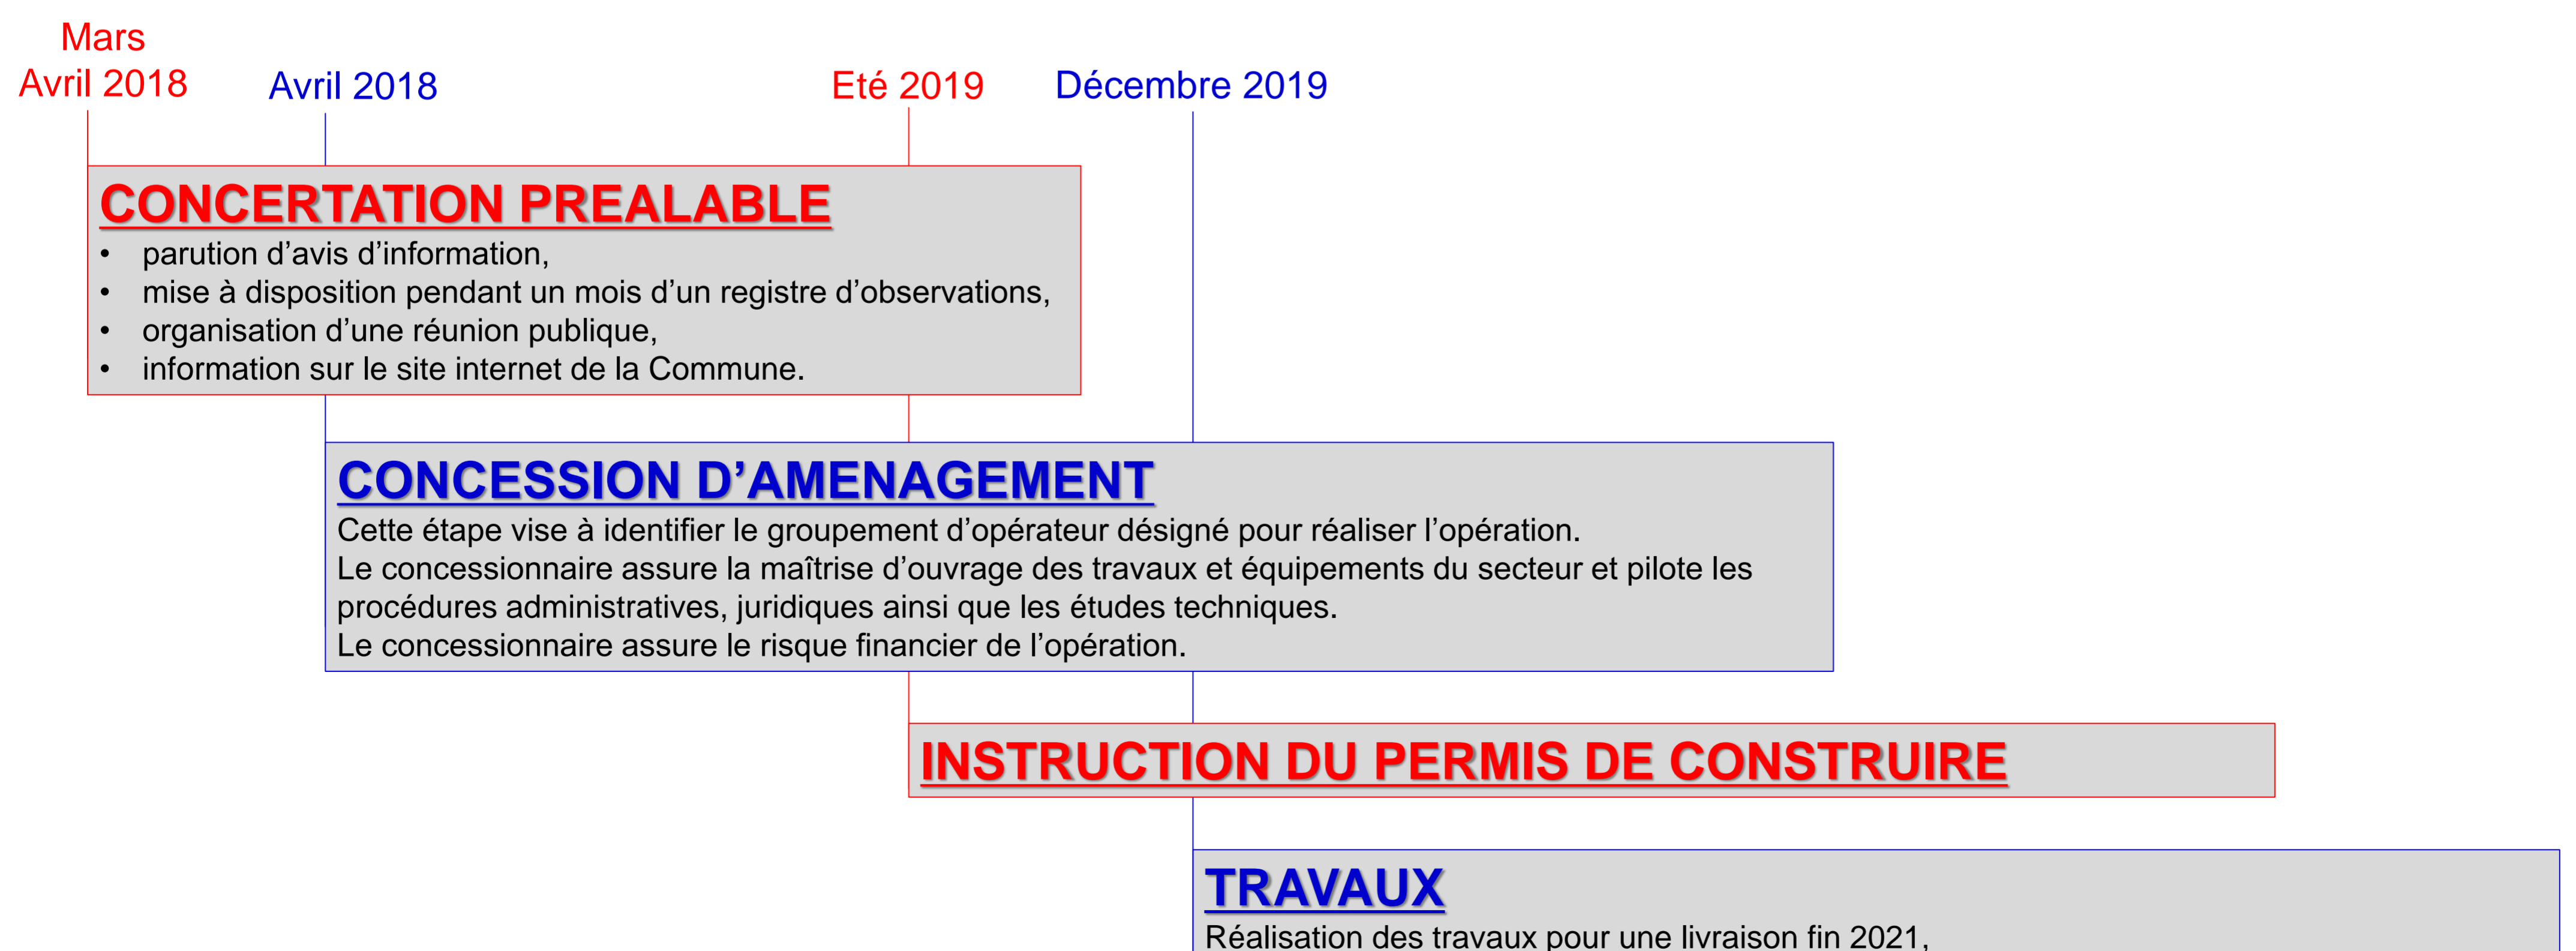 Mars
Avril 2018
Avril 2018
Eté 2019
Décembre 2019
CONCERTATION PREALABLE
• parution d’avis d’information,
• mise à disposition pendant un mois d’un registre d’observations,
• organisation d’une réunion publique,
• information sur le site internet de la Commune.
CONCESSION D’AMENAGEMENT
Cette étape vise à identifier le groupement d’opérateur désigné pour réaliser l’opération.
Le concessionnaire assure la maîtrise d’ouvrage des travaux et équipements du secteur et pilote les
procédures administratives, juridiques ainsi que les études techniques.
Le concessionnaire assure le risque financier de l’opération.
INSTRUCTION DU PERMIS DE CONSTRUIRE
TRAVAUX
Réalisation des travaux pour une livraison fin 2021,